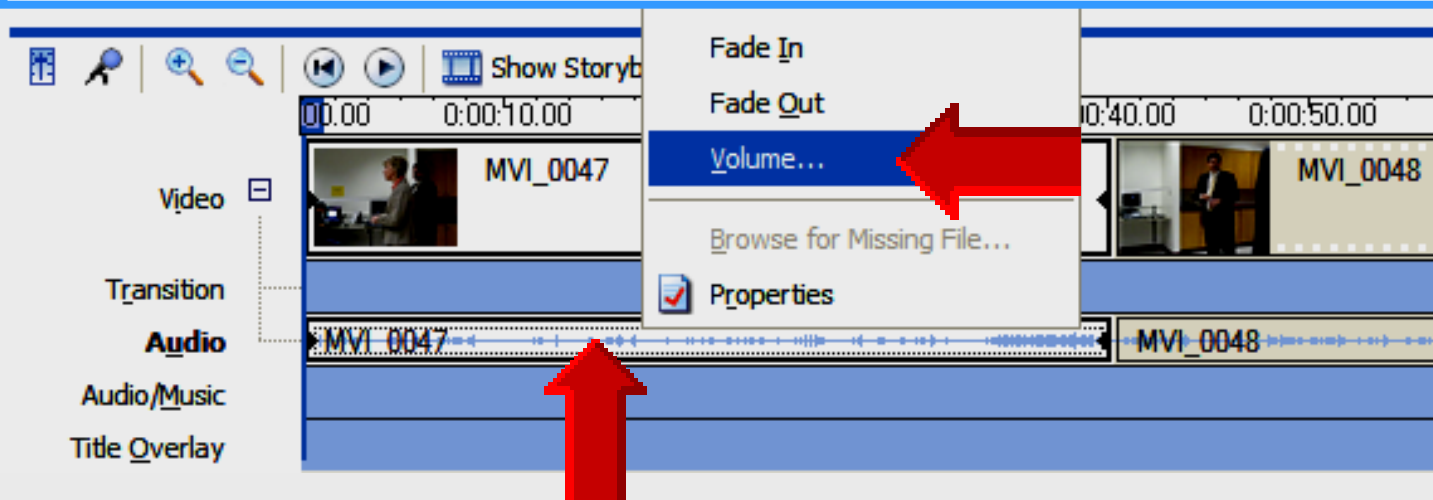 Fade In
Fade Out
Volume...
Browse for Missing File...
Properties
Show Storyb
00.00 0:00:10.00 0:40.00 0:00:50.00
Video
MVI_0047 MVI_0048
Transition
Audio
MVI_0047 MVI_0048
Audio/Music
Title Overlay